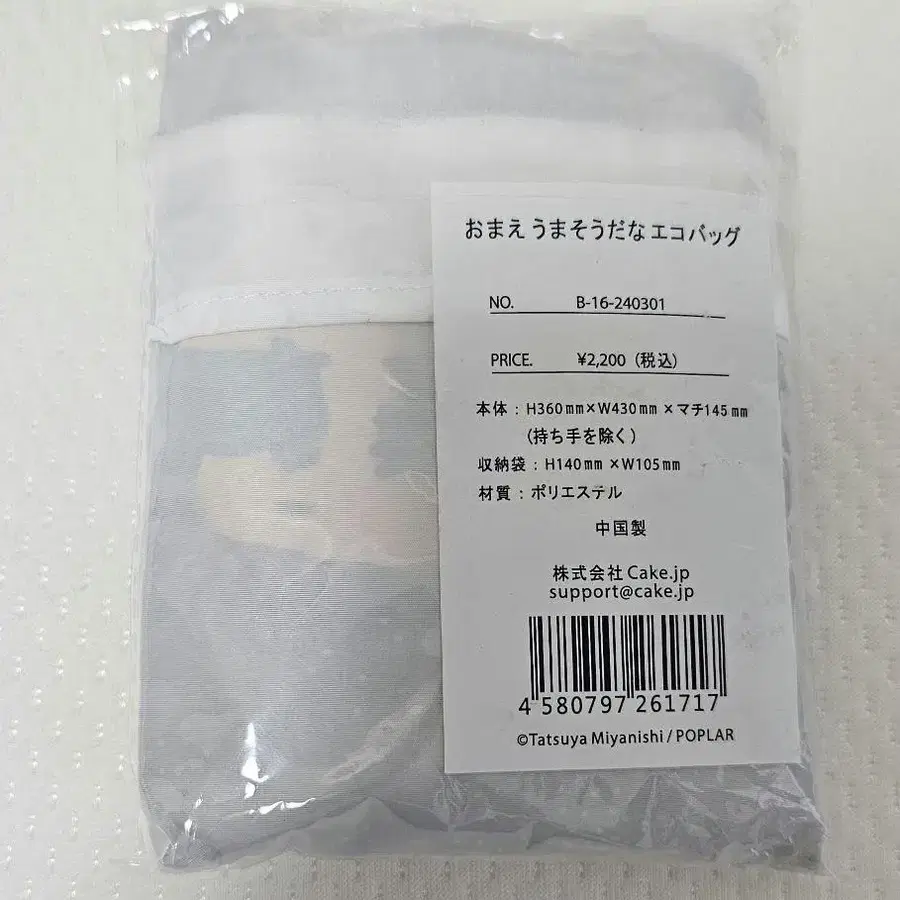 おまえ うまそうだな エコバッグ
NO. B-16-240301
PRICE. ¥2,200（税込）
本体：H360mm×W430mm×マチ145mm
（持ち手を除く）
収納袋：H140mm×W105mm
材質：ポリエステル
中国製
株式会社 Cake.jp
support@cake.jp
4 580797 261717
©Tatsuya Miyanishi / POPLAR